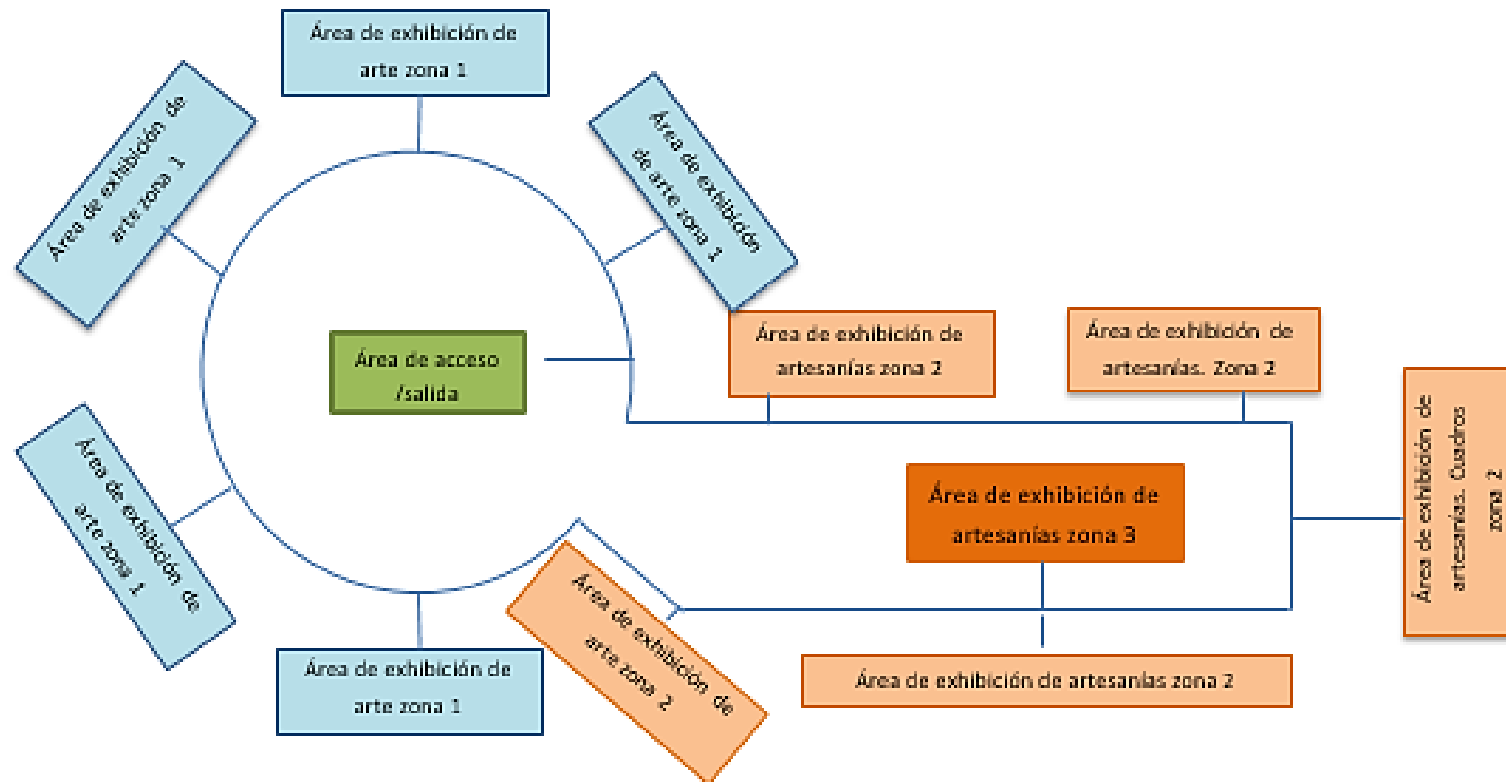 Área de exhibición de
arte zona 1
Área de exhibición de
arte zona 1
Área de exhibición
de arte zona 1
Área de acceso
/salida
Área de exhibición de
artesanías zona 2
Área de exhibición de
artesanías. Zona 2
Área de exhibición de
artesanías. Cuadros
zona 2
Área de exhibición de
artesanías zona 3
Área de exhibición de
arte zona 1
Área de exhibición de
arte zona 1
Área de exhibición de
arte zona 2
Área de exhibición de artesanías zona 2